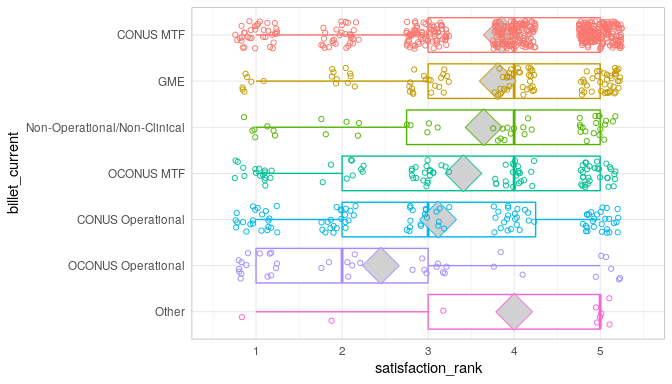 billet_current
CONUS MTF
GME
Non-Operational/Non-Clinical
OCONUS MTF
CONUS Operational
OCONUS Operational
Other
1 2 3 4 5
satisfaction_rank